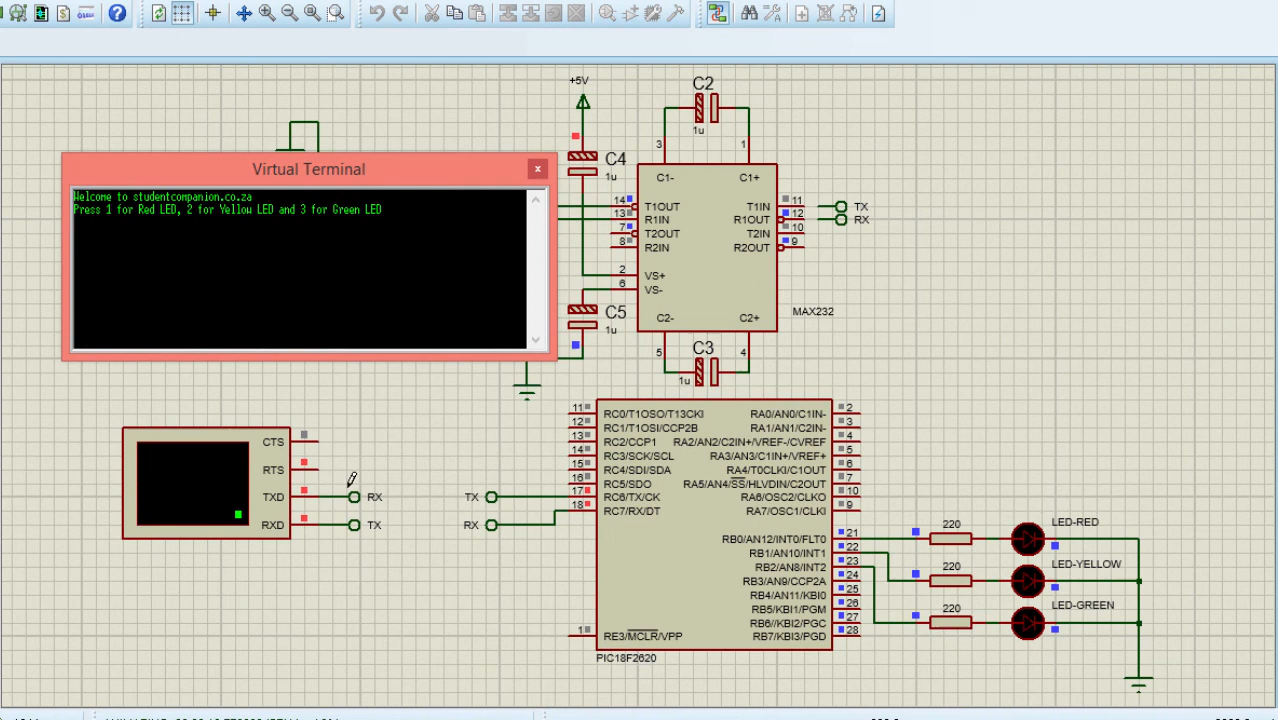 +5V
C2
1u
3
1
Virtual Terminal
x
Welcome to studentcompanion.co.za
Press 1 for Red LED, 2 for Yellow LED and 3 for Green LED
C4
1u
C1-
C1+
14 T1OUT T1IN 11 TX
13 R1IN R1OUT 12 RX
7 T2OUT T2IN 10
8 R2IN R2OUT 9
2 VS+
6 VS-
C5
1u
C2-
C2+
MAX232
5
C3
4
1u
11 RC0/T1OSO/T13CKI RA0/AN0/C1IN- 2
12 RC1/T1OSI/CCP2B RA1/AN1/C2IN- 3
13 RC2/CCP1 RA2/AN2/C2IN+/VREF-/CVREF 4
14 RC3/SCK/SCL RA3/AN3/C1IN+/VREF+ 5
15 RC4/SDI/SDA RA4/T0CLKI/C1OUT 6
16 RC5/SDO RA5/AN4/SS/HLVDIN/C2OUT 7
17 RC6/TX/CK RA6/OSC2/CLKO 10
18 RC7/RX/DT RA7/OSC1/CLKI 9
CTS
RTS
TXD RX
RXD TX
TX
RX
RB0/AN12/INT0/FLT0 21
RB1/AN10/INT1 22
RB2/AN8/INT2 23
RB3/AN9/CCP2A 24
RB4/AN11/KBI0 25
RB5/KBI1/PGM 26
RB6//KBI2/PGC 27
1 RE3/MCLR/VPP RB7/KBI3/PGD 28
PIC18F2620
220 LED-RED
220 LED-YELLOW
220 LED-GREEN